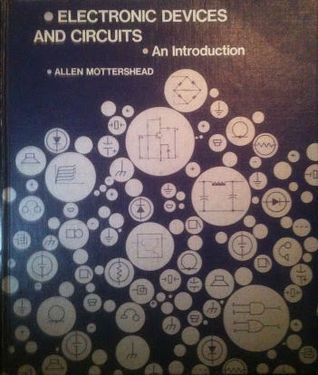 ELECTRONIC DEVICES
AND CIRCUITS
An Introduction
ALLEN MOTTERSHEAD